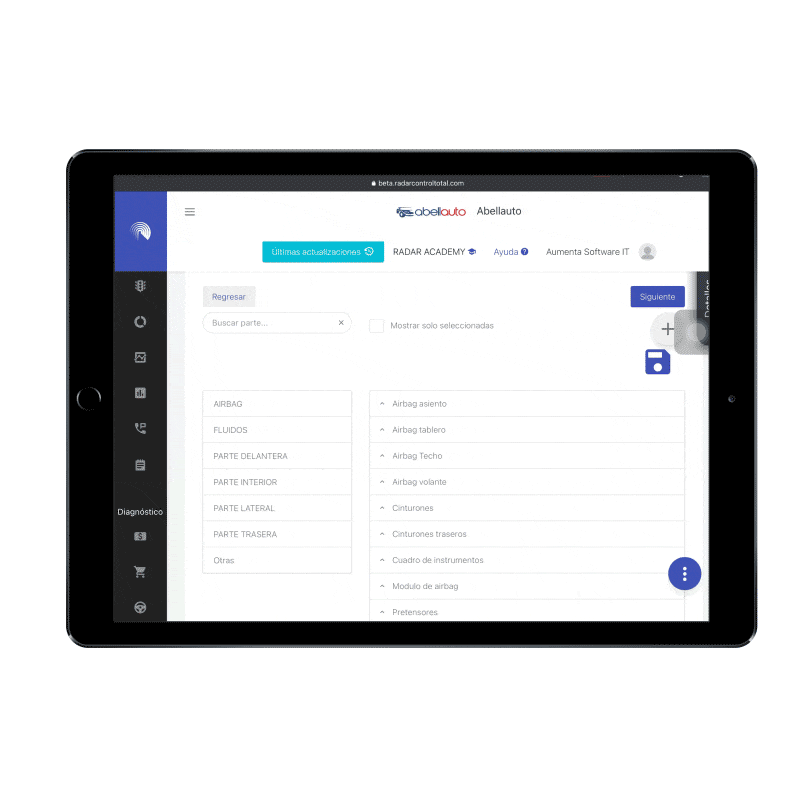 beta.radarcontroltotal.com
abellauto Abellauto
Últimas actualizaciones RADAR ACADEMY Ayuda ? Aumenta Software IT
Regresar
Siguiente
Detalles
Buscar parte...
Mostrar solo seleccionadas
AIRBAG
FLUIDOS
PARTE DELANTERA
PARTE INTERIOR
PARTE LATERAL
PARTE TRASERA
Otras
Airbag asiento
Airbag tablero
Airbag Techo
Airbag volante
Cinturones
Cinturones traseros
Cuadro de instrumentos
Modulo de airbag
Pretensores
Diagnóstico